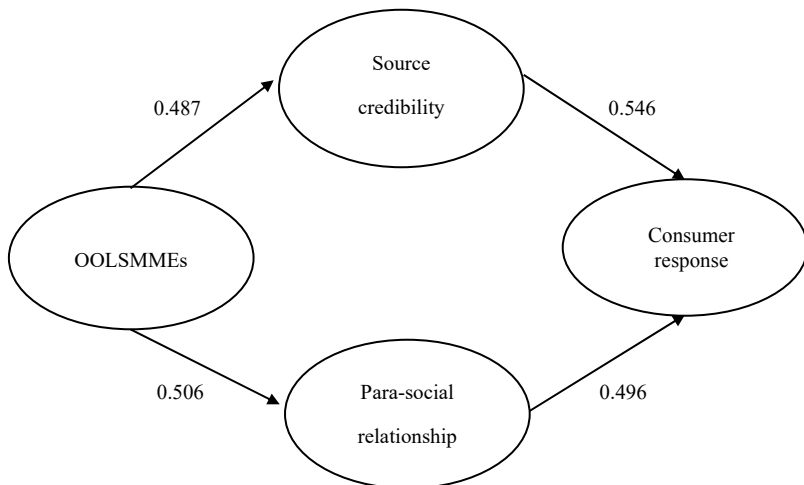 Source
credibility
0.487
0.546
OOLSMMEs
Consumer
response
0.506
Para-social
relationship
0.496